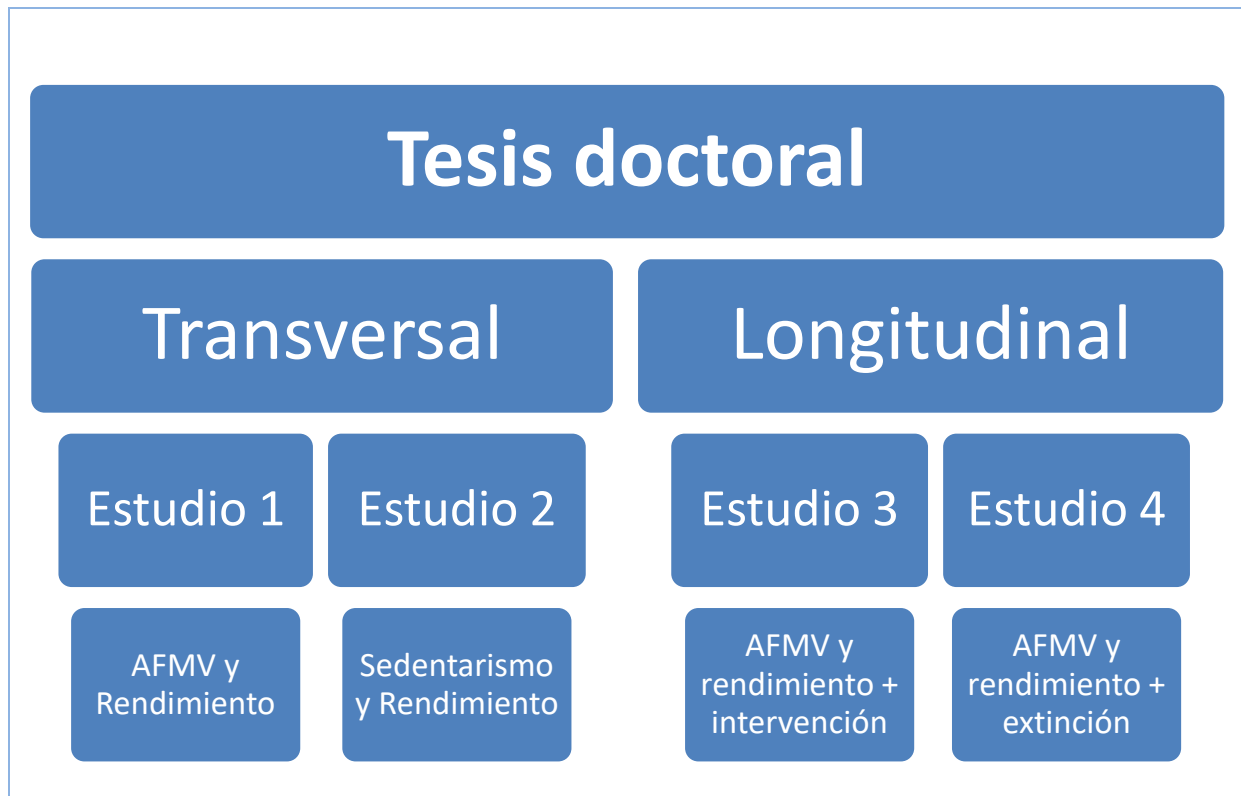 Tesis doctoral
Transversal
Longitudinal
Estudio 1
Estudio 2
Estudio 3
Estudio 4
AFMV y
Rendimiento
Sedentarismo
y Rendimiento
AFMV y
rendimiento +
intervención
AFMV y
rendimiento +
extinción